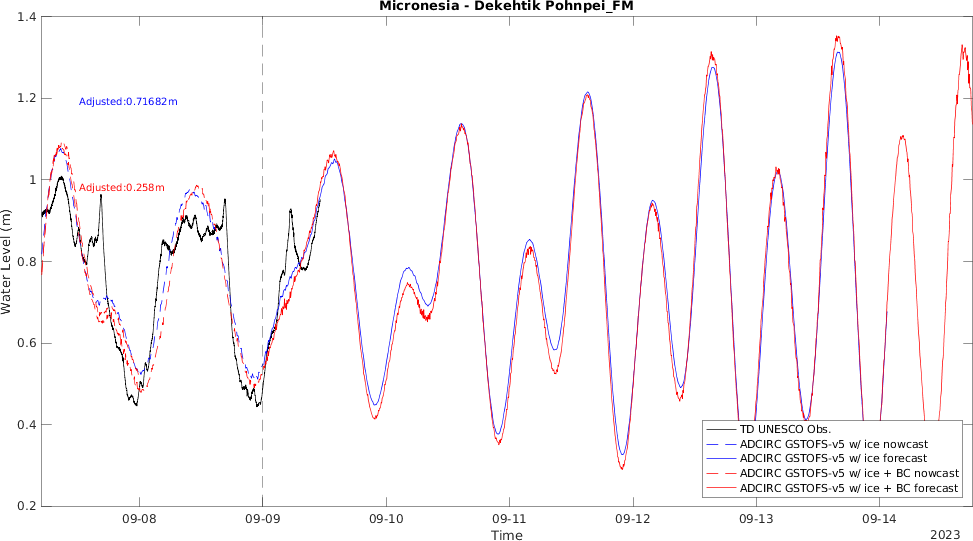 Micronesia - Dekehtik Pohnpei_FM
1.4
1.2
1
0.8
0.6
0.4
0.2
Water Level (m)
Adjusted:0.71682m
Adjusted:0.258m
TD UNESCO Obs.
ADCIRC GSTOFS-v5 w/ ice nowcast
ADCIRC GSTOFS-v5 w/ ice forecast
ADCIRC GSTOFS-v5 w/ ice + BC nowcast
ADCIRC GSTOFS-v5 w/ ice + BC forecast
09-08 09-09 09-10 09-11 09-12 09-13 09-14
Time
2023